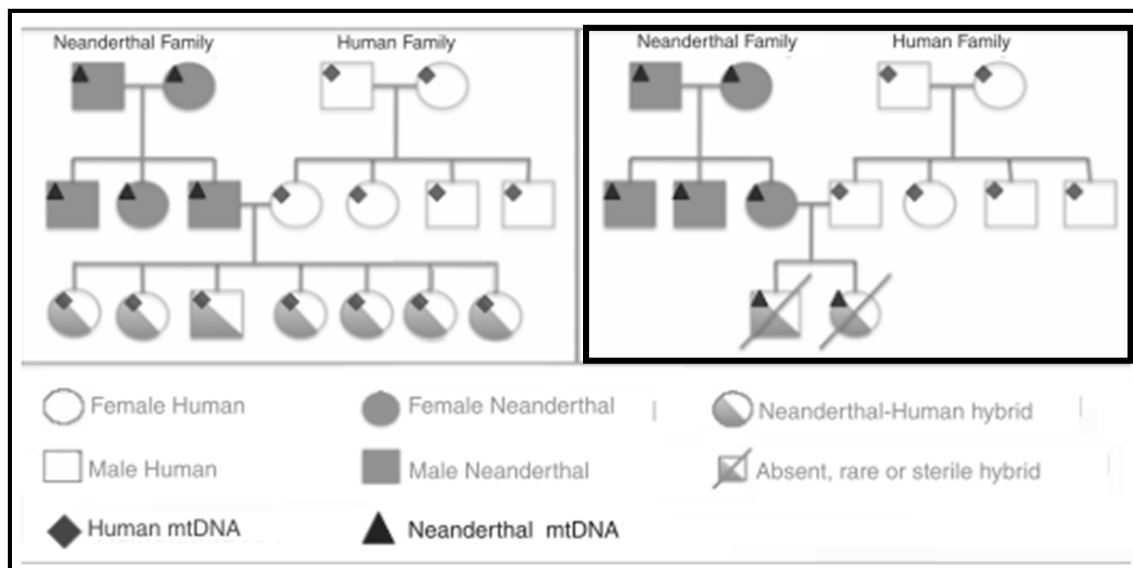 Neanderthal Family Human Family Neanderthal Family Human Family
Female Human Female Neanderthal Neanderthal-Human hybrid
Male Human Male Neanderthal Absent, rare or sterile hybrid
Human mtDNA Neanderthal mtDNA